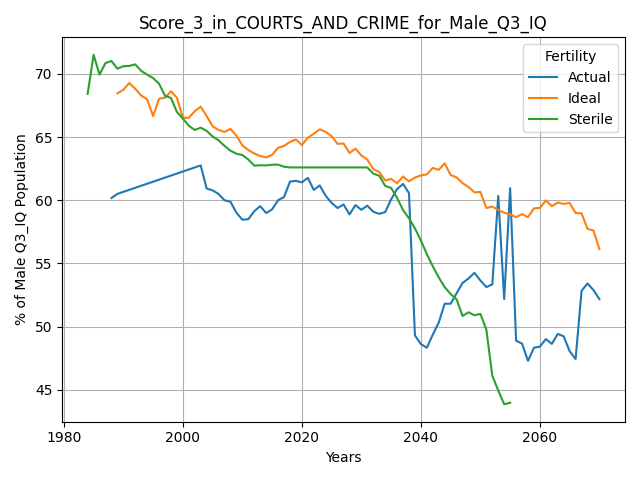 Score_3_in_COURTS_AND_CRIME_for_Male_Q3_IQ
Fertility
Actual
Ideal
Sterile
% of Male Q3_IQ Population
70
65
60
55
50
45
1980 2000 2020 2040 2060
Years